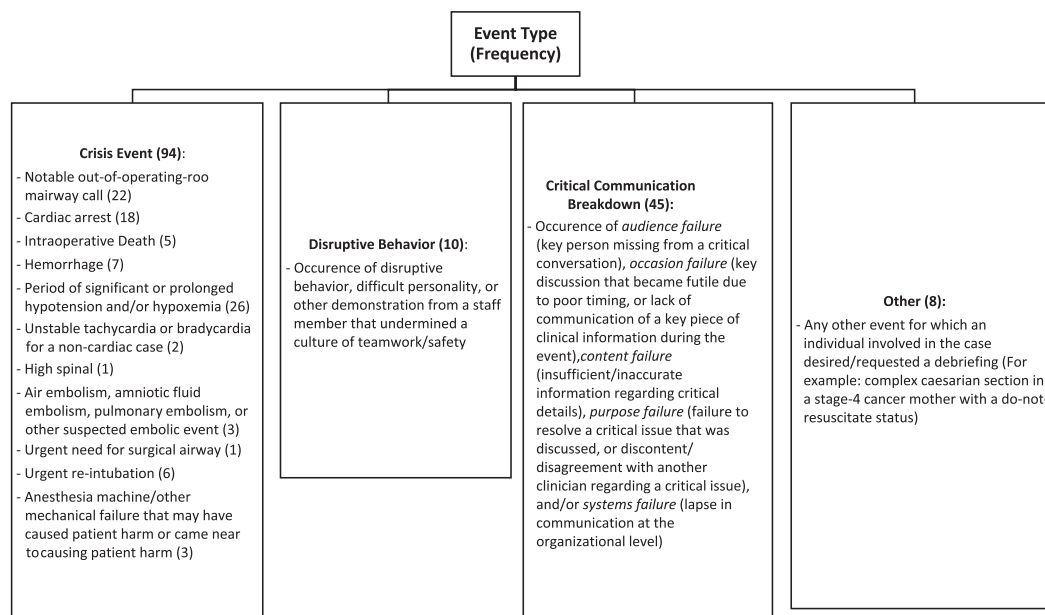 Event Type
(Frequency)
Crisis Event (94):
- Notable out-of-operating-roo
mairway call (22)
- Cardiac arrest (18)
- Intraoperative Death (5)
- Hemorrhage (7)
- Period of significant or prolonged
hypotension and/or hypoxemia (26)
- Unstable tachycardia or bradycardia
for a non-cardiac case (2)
- High spinal (1)
- Air embolism, amniotic fluid
embolism, pulmonary embolism, or
other suspected embolic event (3)
- Urgent need for surgical airway (1)
- Urgent re-intubation (6)
- Anesthesia machine/other
mechanical failure that may have
caused patient harm or came near
to causing patient harm (3)
Disruptive Behavior (10):
- Occurence of disruptive
behavior, difficult personality, or
other demonstration from a staff
member that undermined a
culture of teamwork/safety
Critical Communication
Breakdown (45):
- Occurence of audience failure
(key person missing from a critical
conversation), occasion failure (key
discussion that became futile due
to poor timing, or lack of
communication of a key piece of
clinical information during the
event),content failure
(insufficient/inaccurate
information regarding critical
details), purpose failure (failure to
resolve a critical issue that was
discussed, or discontent/
disagreement with another
clinician regarding a critical issue),
and/or systems failure (lapse in
communication at the
organizational level)
Other (8):
- Any other event for which an
individual involved in the case
desired/requested a debriefing (For
example: complex caesarian section in
a stage-4 cancer mother with a do-not-
resuscitate status)